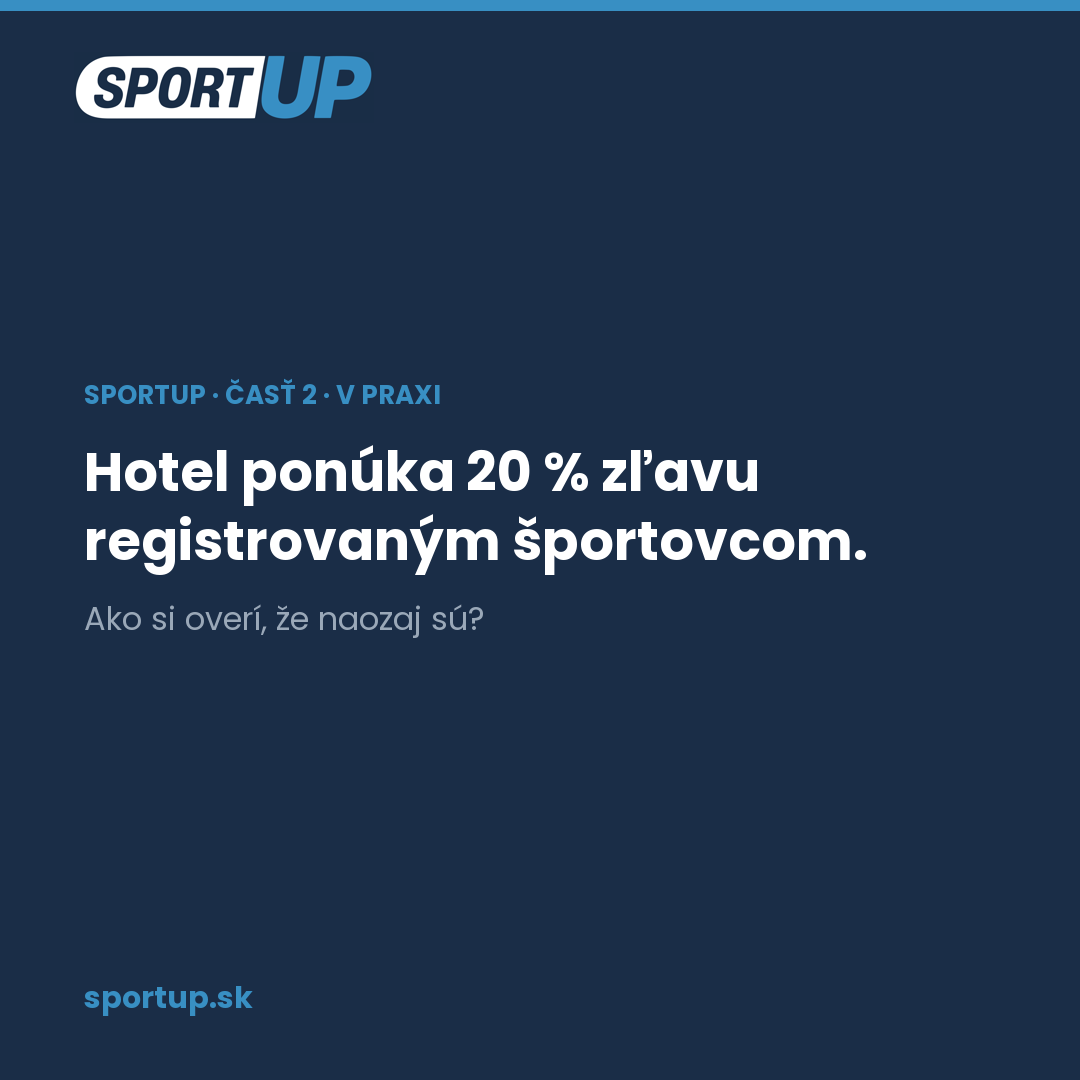 SPORTUP
SPORTUP · ČASŤ 2 · V PRAXI
Hotel ponúka 20 % zľavu
registrovaným športovcom.
Ako si overí, že naozaj sú?
sportup.sk